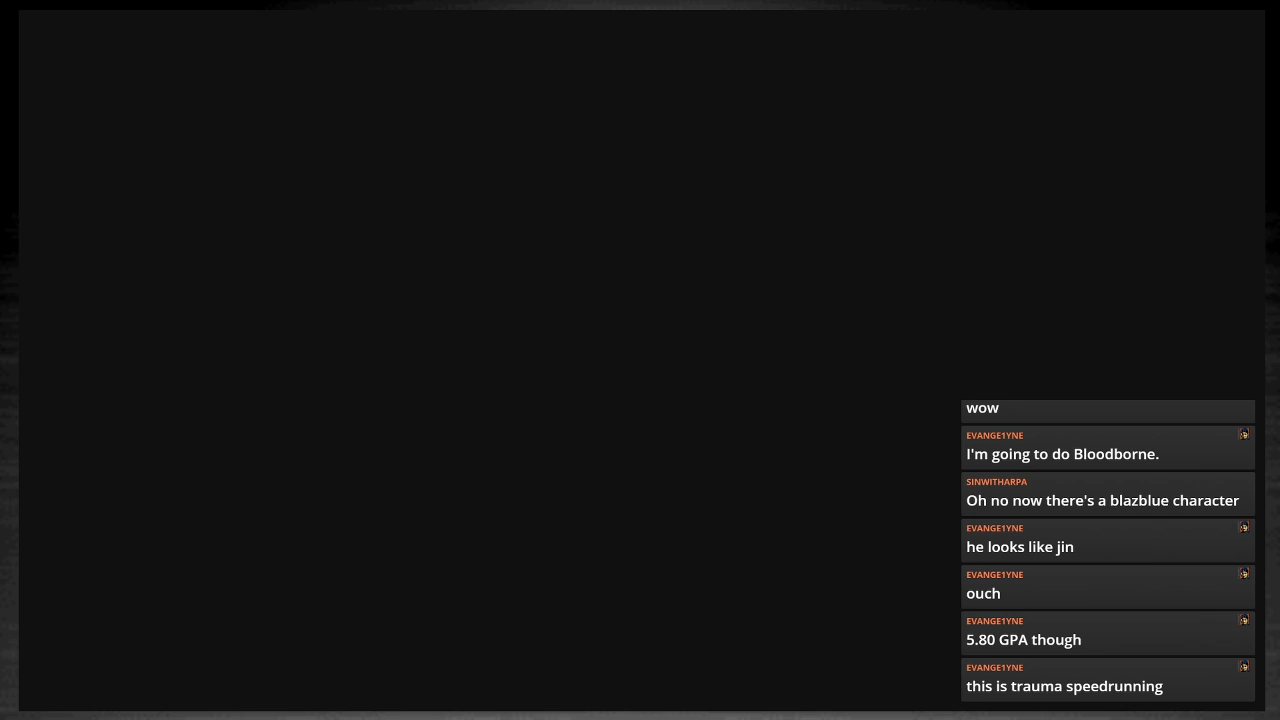 wow
EVANGE1YNE
I'm going to do Bloodborne.
SINWITHARPA
Oh no now there's a blazblue character
EVANGE1YNE
he looks like jin
EVANGE1YNE
ouch
EVANGE1YNE
5.80 GPA though
EVANGE1YNE
this is trauma speedrunning